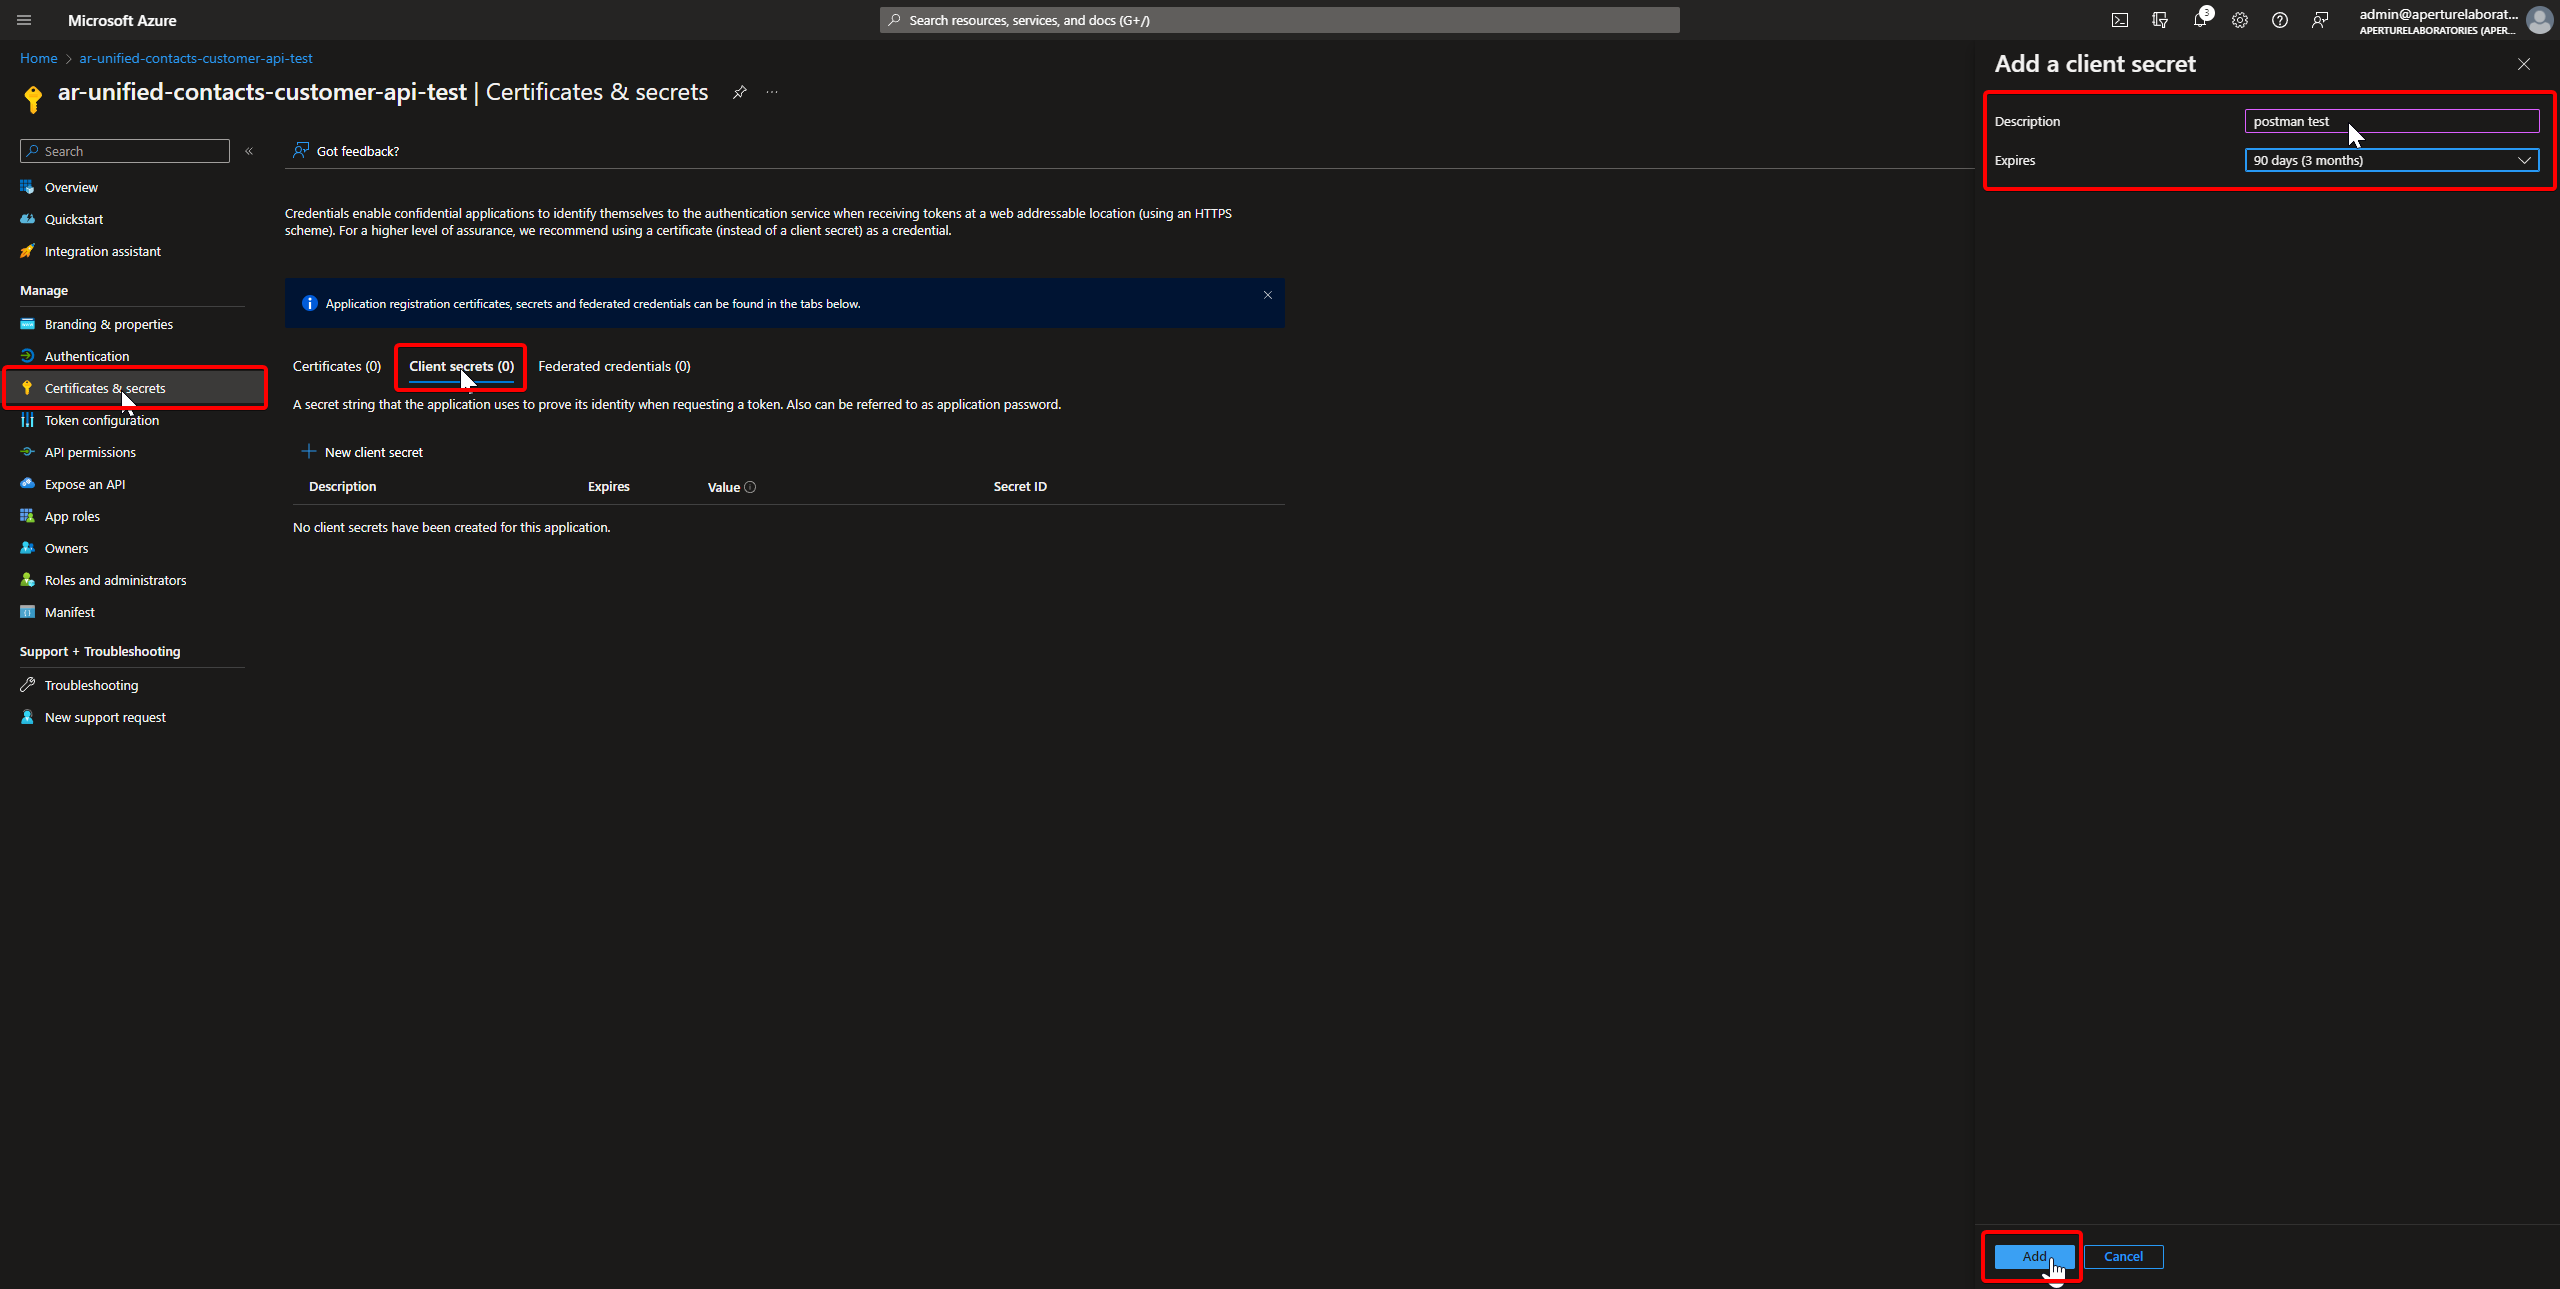 Microsoft Azure
Search resources, services, and docs (G+/)
3
admin@aperturelaborat...
APERTURELABORATORIES (APER...
Home > ar-unified-contacts-customer-api-test
ar-unified-contacts-customer-api-test | Certificates & secrets
Search
Overview
Quickstart
Integration assistant
Manage
Branding & properties
Authentication
Certificates & secrets
Token configuration
API permissions
Expose an API
App roles
Owners
Roles and administrators
Manifest
Support + Troubleshooting
Troubleshooting
New support request
Got feedback?
Credentials enable confidential applications to identify themselves to the authentication service when receiving tokens at a web addressable location (using an HTTPS
scheme). For a higher level of assurance, we recommend using a certificate (instead of a client secret) as a credential.
Application registration certificates, secrets and federated credentials can be found in the tabs below.
Certificates (0) Client secrets (0) Federated credentials (0)
A secret string that the application uses to prove its identity when requesting a token. Also can be referred to as application password.
New client secret
Description Expires Value Secret ID
No client secrets have been created for this application.
Add a client secret
Description postman test
Expires 90 days (3 months)
Add Cancel